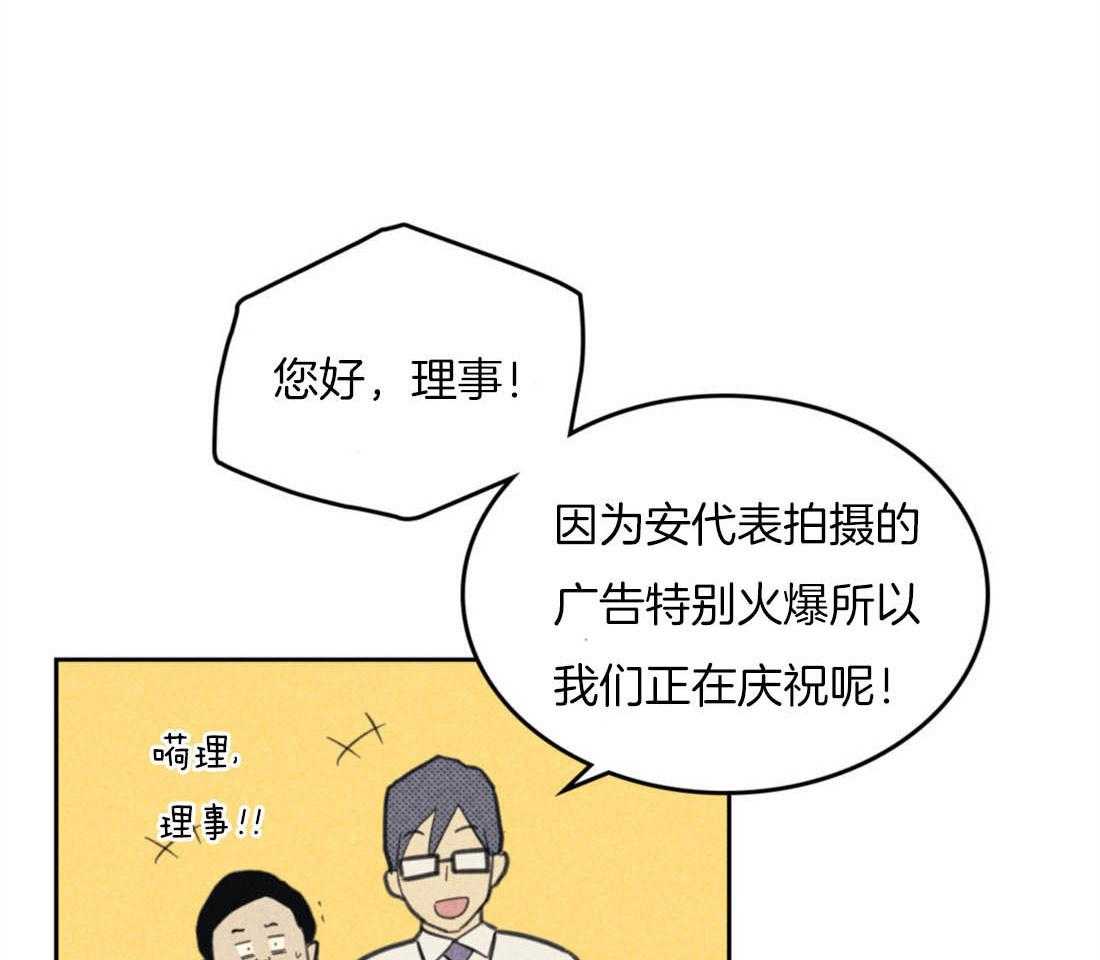 您好，理事！
因为安代表拍摄的
广告特别火爆所以
我们正在庆祝呢！
嗬理，
理事！！